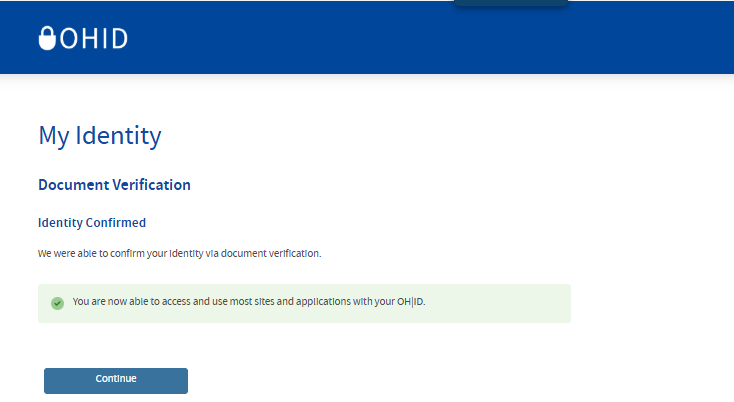 OHID
My Identity
Document Verification
Identity Confirmed
We were able to confirm your identity via document verification.
You are now able to access and use most sites and applications with your OH|ID.
Continue